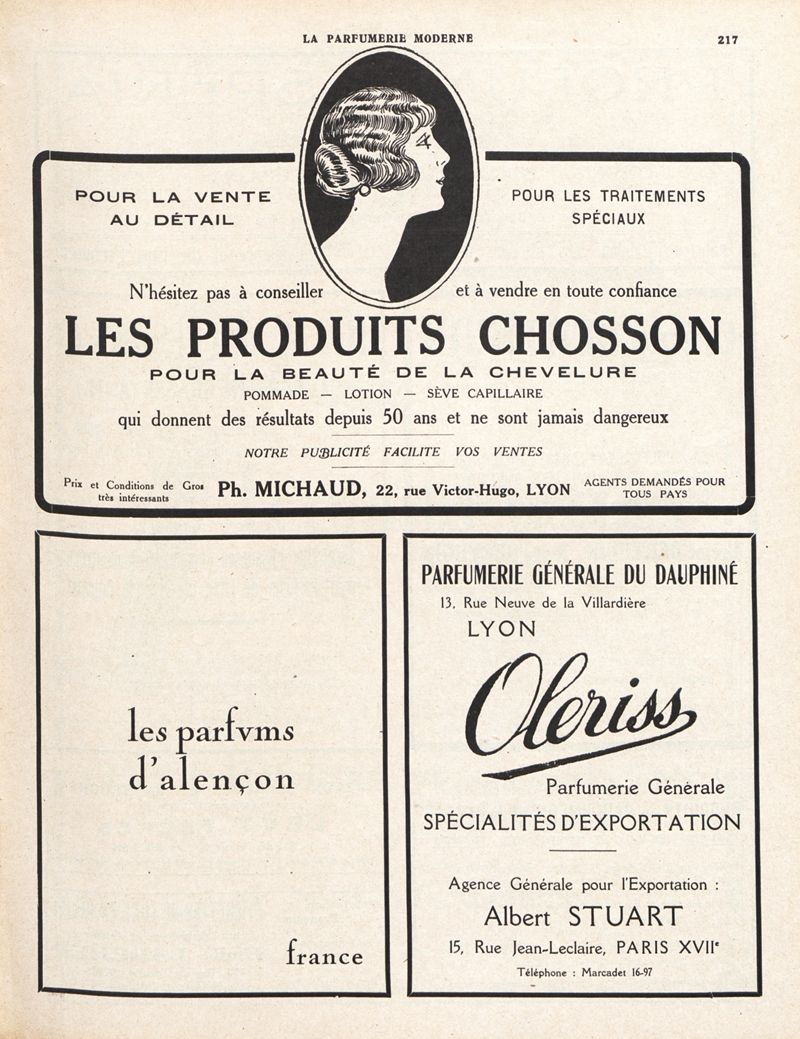 LA PARFUMERIE MODERNE
217
POUR LA VENTE
AU DÉTAIL
POUR LES TRAITEMENTS
SPÉCIAUX
N'hésitez pas à conseiller
et à vendre en toute confiance
LES PRODUITS CHOSSON
POUR LA BEAUTÉ DE LA CHEVELURE
POMMADE — LOTION — SÈVE CAPILLAIRE
qui donnent des résultats depuis 50 ans et ne sont jamais dangereux
NOTRE PUBLICITÉ FACILITE VOS VENTES
Prix et Conditions de Gros
très intéressants
Ph. MICHAUD, 22, rue Victor-Hugo, LYON
AGENTS DEMANDÉS POUR
TOUS PAYS
les parfvms
d'alençon
france
PARFUMERIE GÉNÉRALE DU DAUPHINÉ
13, Rue Neuve de la Villardière
LYON
Oleriss
Parfumerie Générale
SPÉCIALITÉS D'EXPORTATION
Agence Générale pour l'Exportation :
Albert STUART
15, Rue Jean-Leclaire, PARIS XVIIe
Téléphone : Marcadet 16-97